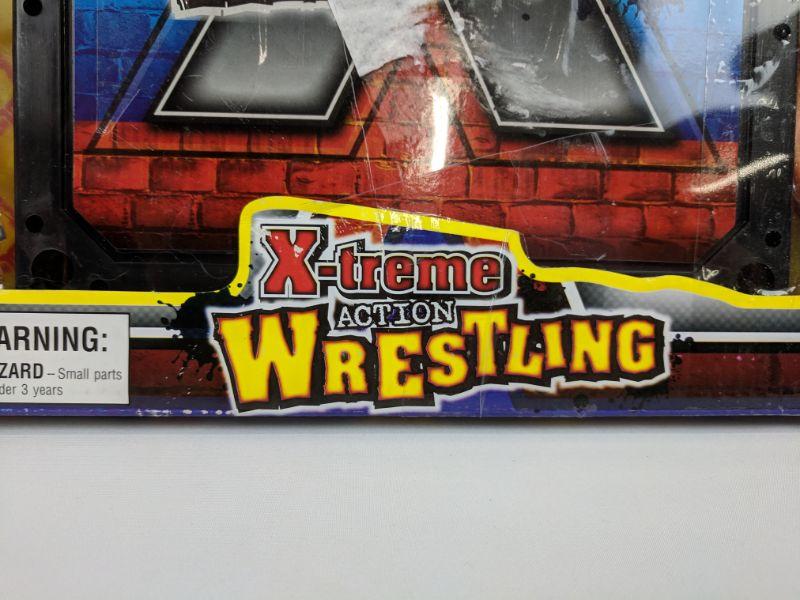 X-treme
ACTION
WRESTLING
ARNING:
ZARD – Small parts
der 3 years